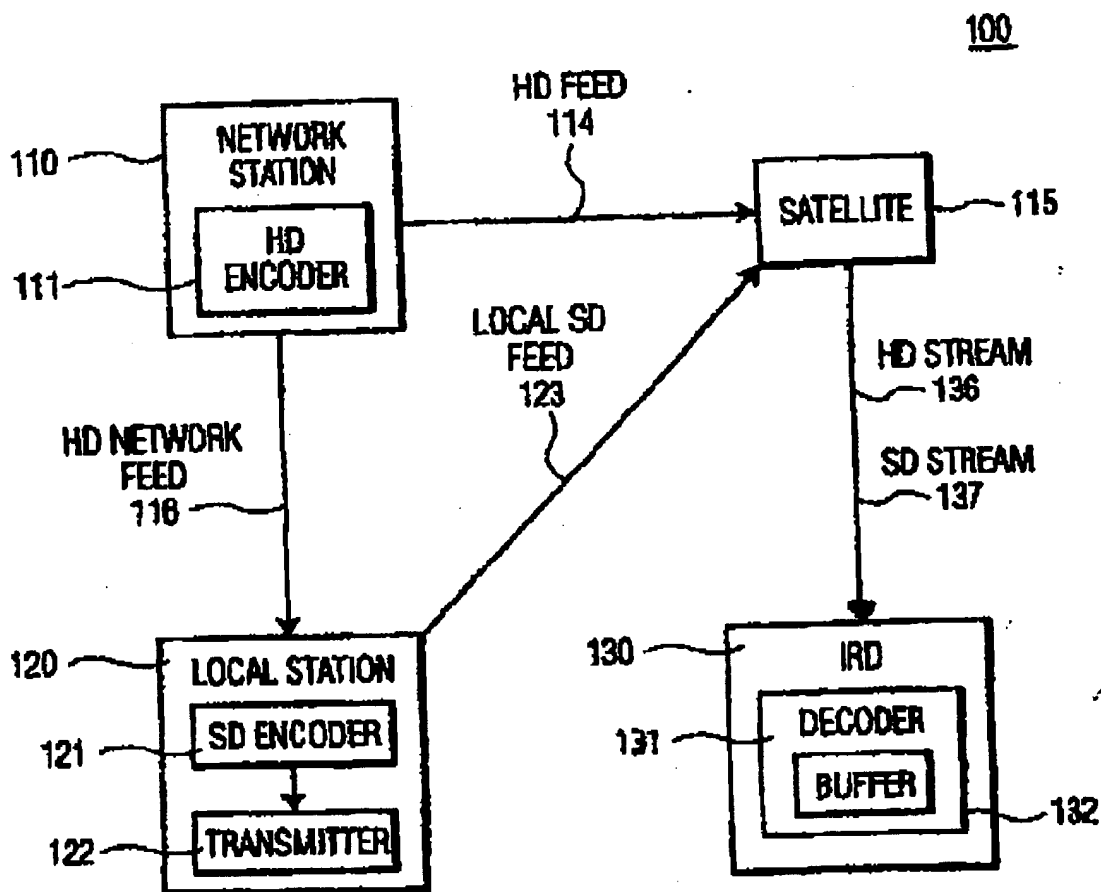 100
HD FEED
114
110
NETWORK
STATION
HD
ENCODER
111
SATELLITE
115
LOCAL SD
FEED
123
HD STREAM
136
SD STREAM
137
HD NETWORK
FEED
116
120
LOCAL STATION
SD ENCODER
121
TRANSMITTER
122
130
IRD
DECODER
131
BUFFER
132